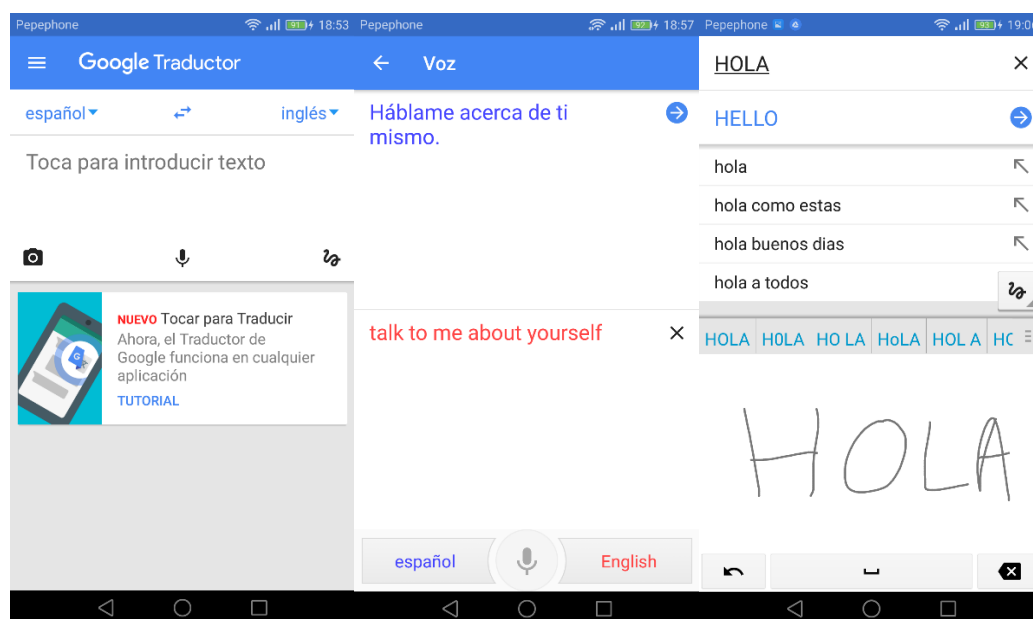 Pepephone 91 18:53
Google Traductor
español inglés
Toca para introducir texto
NUEVO Tocar para Traducir
Ahora, el Traductor de
Google funciona en cualquier
aplicación
TUTORIAL
Pepephone 92 18:57
Voz
Háblame acerca de ti
mismo.
talk to me about yourself
español English
Pepephone 93
HOLA
HELLO
hola
hola como estas
hola buenos dias
hola a todos
HOLA H0LA HO LA HoLA HOL A
HOLA